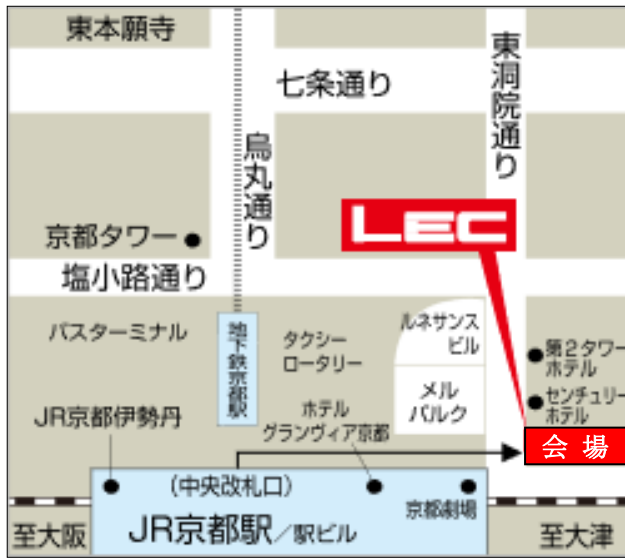 東本願寺
七条通り
東洞院通り
烏丸通り
LEC
京都タワー
塩小路通り
バスターミナル
地下鉄京都駅
タクシー
ロータリー
ルネサンス
ビル
第2タワー
ホテル
メル
パルク
センチュリー
ホテル
JR京都伊勢丹
ホテル
グランヴィア京都
会場
(中央改札口)
京都劇場
至大阪
JR京都駅/駅ビル
至大津